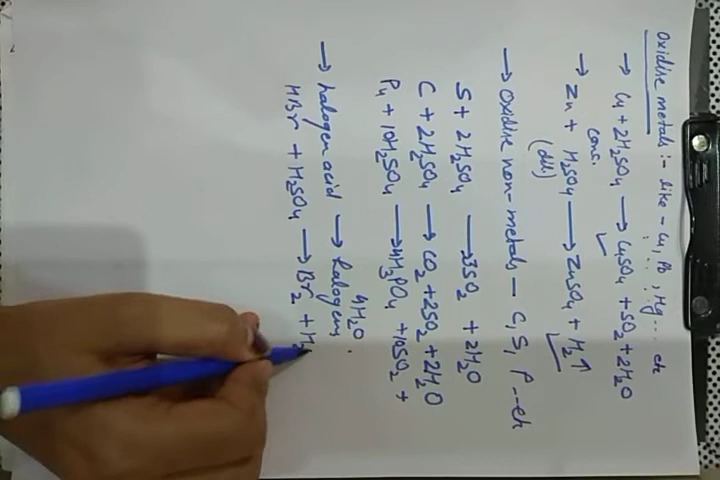 Oxidise metals :- like - Cu, Pb, Hg... etc
→ Cu + 2H₂SO₄ → CuSO₄ + SO₂ + 2H₂O
conc.
→ Zn + H₂SO₄ → ZnSO₄ + H₂↑
(dil)
→ Oxidise non-metals - C, S, P...etc
S + 2H₂SO₄ → 3SO₂ + 2H₂O
C + 2H₂SO₄ → CO₂ + 2SO₂ + 2H₂O
P₄ + 10H₂SO₄ → 4H₃PO₄ + 10SO₂ +
4H₂O.
→ halogen acid → halogens
HBr + H₂SO₄ → Br₂ + H₂